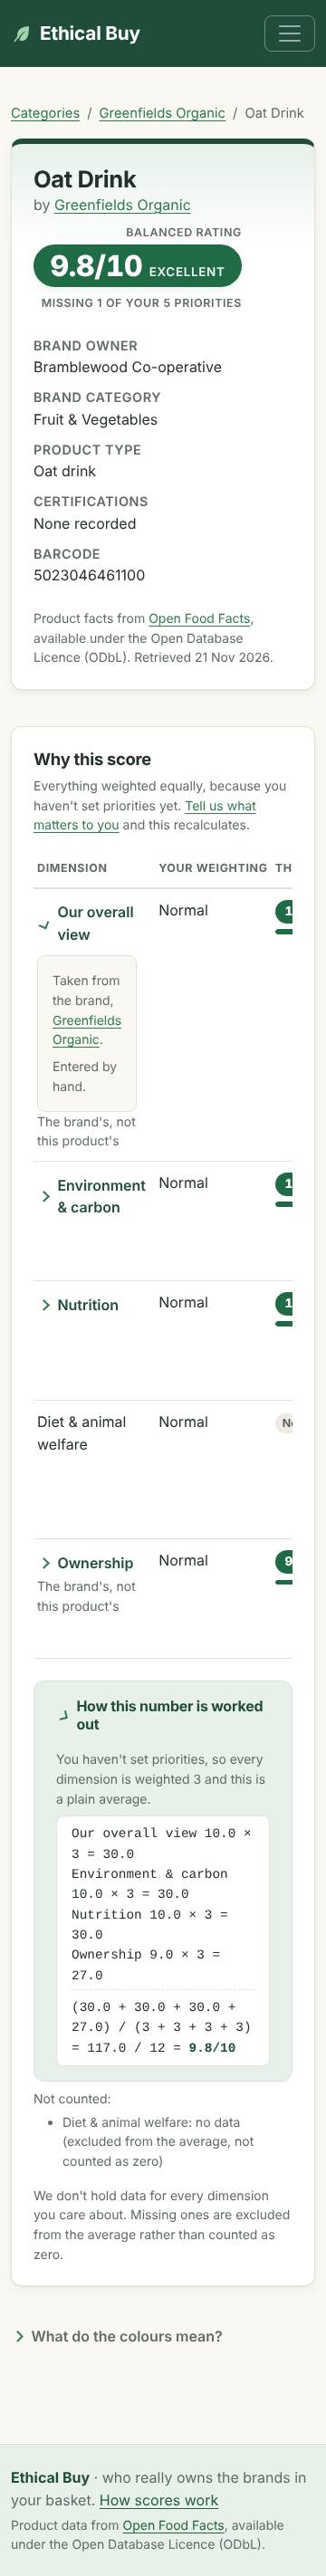 Ethical Buy
Categories / Greenfields Organic / Oat Drink
Oat Drink
by Greenfields Organic
BALANCED RATING
9.8/10 EXCELLENT
MISSING 1 OF YOUR 5 PRIORITIES
BRAND OWNER
Bramblewood Co-operative
BRAND CATEGORY
Fruit & Vegetables
PRODUCT TYPE
Oat drink
CERTIFICATIONS
None recorded
BARCODE
5023046461100
Product facts from Open Food Facts,
available under the Open Database
Licence (ODbL). Retrieved 21 Nov 2026.
Why this score
Everything weighted equally, because you
haven't set priorities yet. Tell us what
matters to you and this recalculates.
DIMENSION YOUR WEIGHTING TH
Our overall
view
Normal
1
Taken from
the brand,
Greenfields
Organic.
Entered by
hand.
The brand's, not
this product's
Environment
& carbon
Normal
1
Nutrition
Normal
1
Diet & animal
welfare
Normal
No
Ownership
Normal
9
The brand's, not
this product's
How this number is worked
out
You haven't set priorities, so every
dimension is weighted 3 and this is
a plain average.
Our overall view 10.0 ×
3 = 30.0
Environment & carbon
10.0 × 3 = 30.0
Nutrition 10.0 × 3 =
30.0
Ownership 9.0 × 3 =
27.0
(30.0 + 30.0 + 30.0 +
27.0) / (3 + 3 + 3 + 3)
= 117.0 / 12 = 9.8/10
Not counted:
• Diet & animal welfare: no data
(excluded from the average, not
counted as zero)
We don't hold data for every dimension
you care about. Missing ones are excluded
from the average rather than counted as
zero.
What do the colours mean?
Ethical Buy · who really owns the brands in
your basket. How scores work
Product data from Open Food Facts, available
under the Open Database Licence (ODbL).